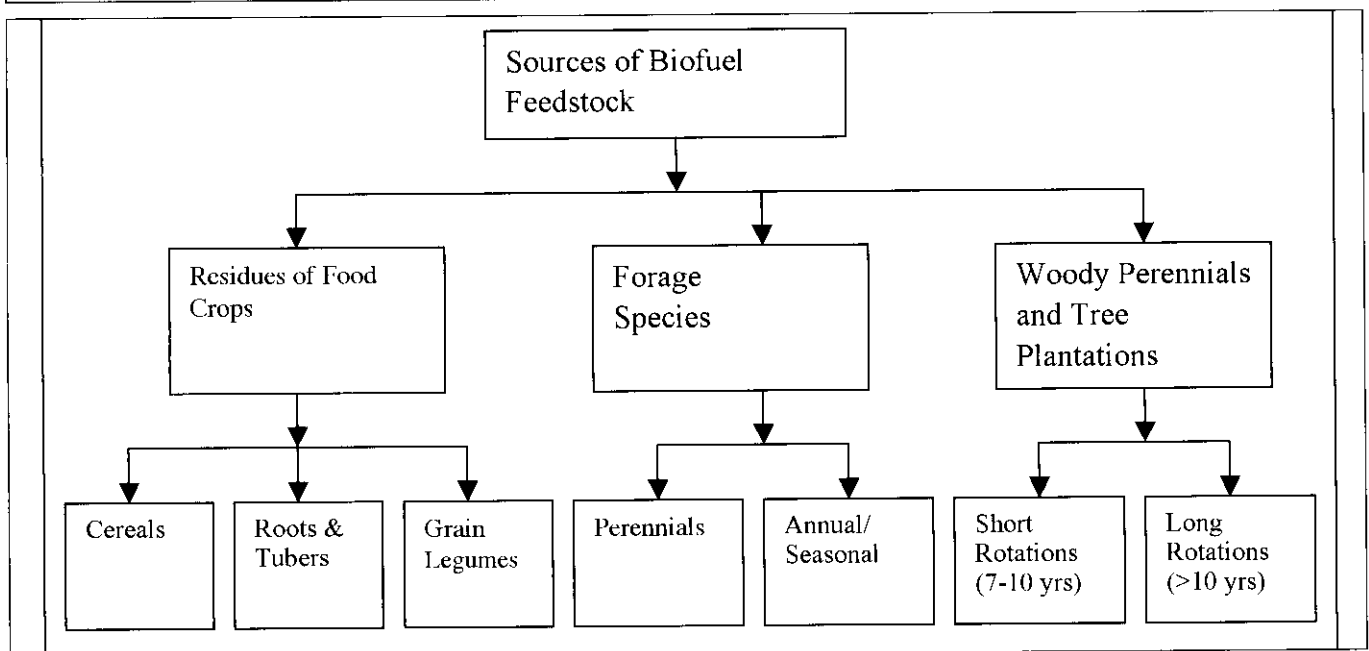 Sources of Biofuel
Feedstock
Residues of Food
Crops
Forage
Species
Woody Perennials
and Tree
Plantations
Cereals
Roots &
Tubers
Grain
Legumes
Perennials
Annual/
Seasonal
Short
Rotations
(7-10 yrs)
Long
Rotations
(>10 yrs)